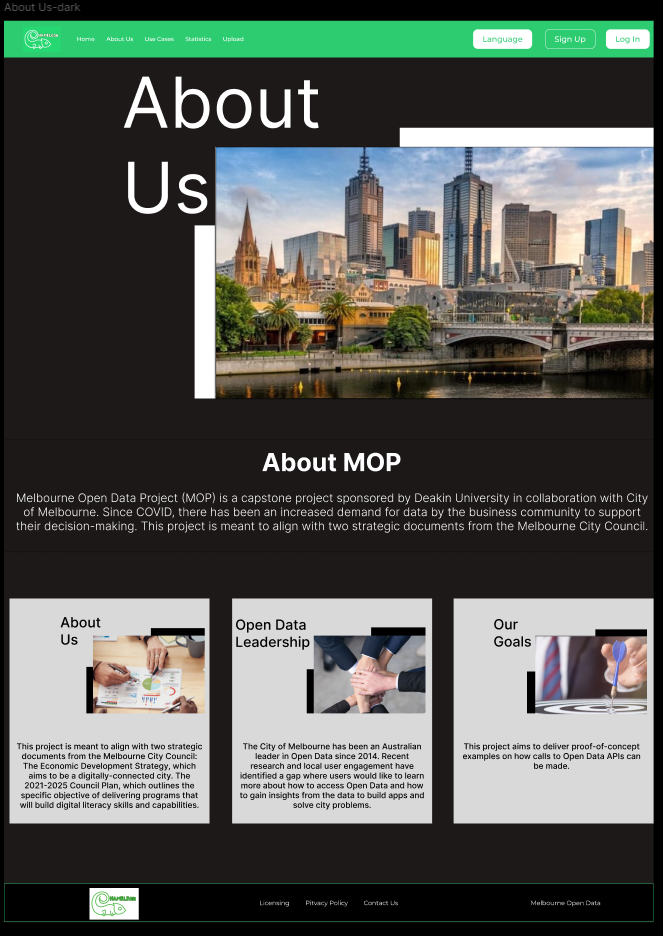 About Us-dark
CHAMELEON
Home
About Us
Use Cases
Statistics
Upload
Language
Sign Up
Log In
About
Us
About MOP
Melbourne Open Data Project (MOP) is a capstone project sponsored by Deakin University in collaboration with City
of Melbourne. Since COVID, there has been an increased demand for data by the business community to support
their decision-making. This project is meant to align with two strategic documents from the Melbourne City Council.
About
Us
This project is meant to align with two strategic
documents from the Melbourne City Council:
The Economic Development Strategy, which
aims to be a digitally-connected city. The
2021-2025 Council Plan, which outlines the
specific objective of delivering programs that
will build digital literacy skills and capabilities.
Open Data
Leadership
The City of Melbourne has been an Australian
leader in Open Data since 2014. Recent
research and local user engagement have
identified a gap where users would like to learn
more about how to access Open Data and how
to gain insights from the data to build apps and
solve city problems.
Our
Goals
This project aims to deliver proof-of-concept
examples on how calls to Open Data APIs can
be made.
CHAMELEON
Licensing
Pitvacy Policy
Contact Us
Melbourne Open Data